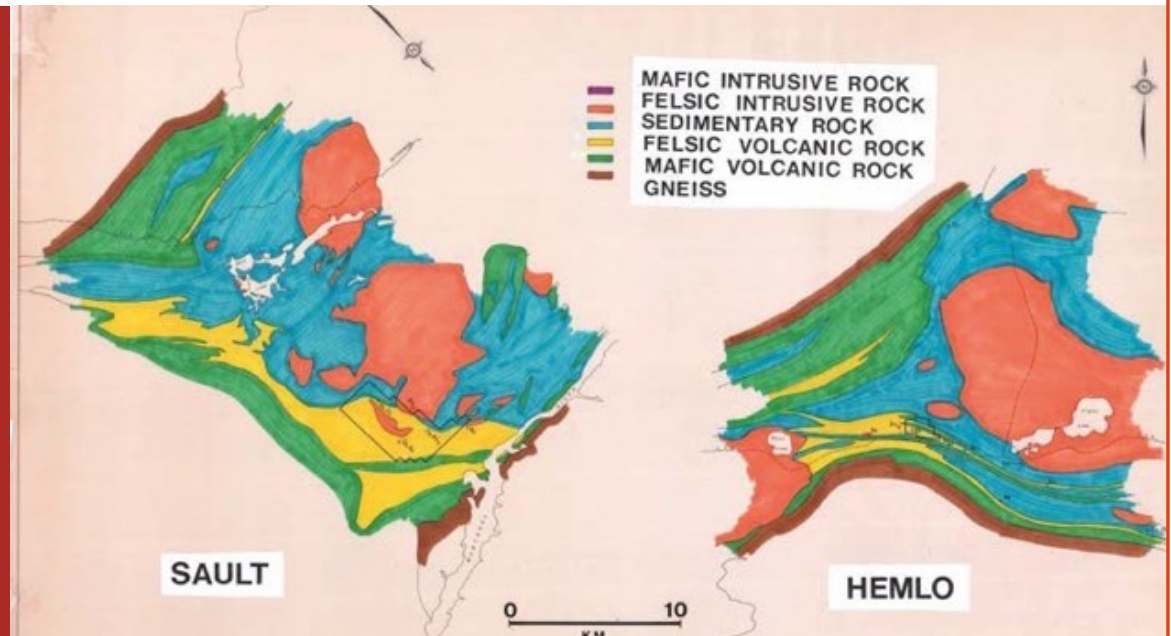 MAFIC INTRUSIVE ROCK
FELSIC INTRUSIVE ROCK
SEDIMENTARY ROCK
FELSIC VOLCANIC ROCK
MAFIC VOLCANIC ROCK
GNEISS
SAULT
HEMLO
0 10
KM